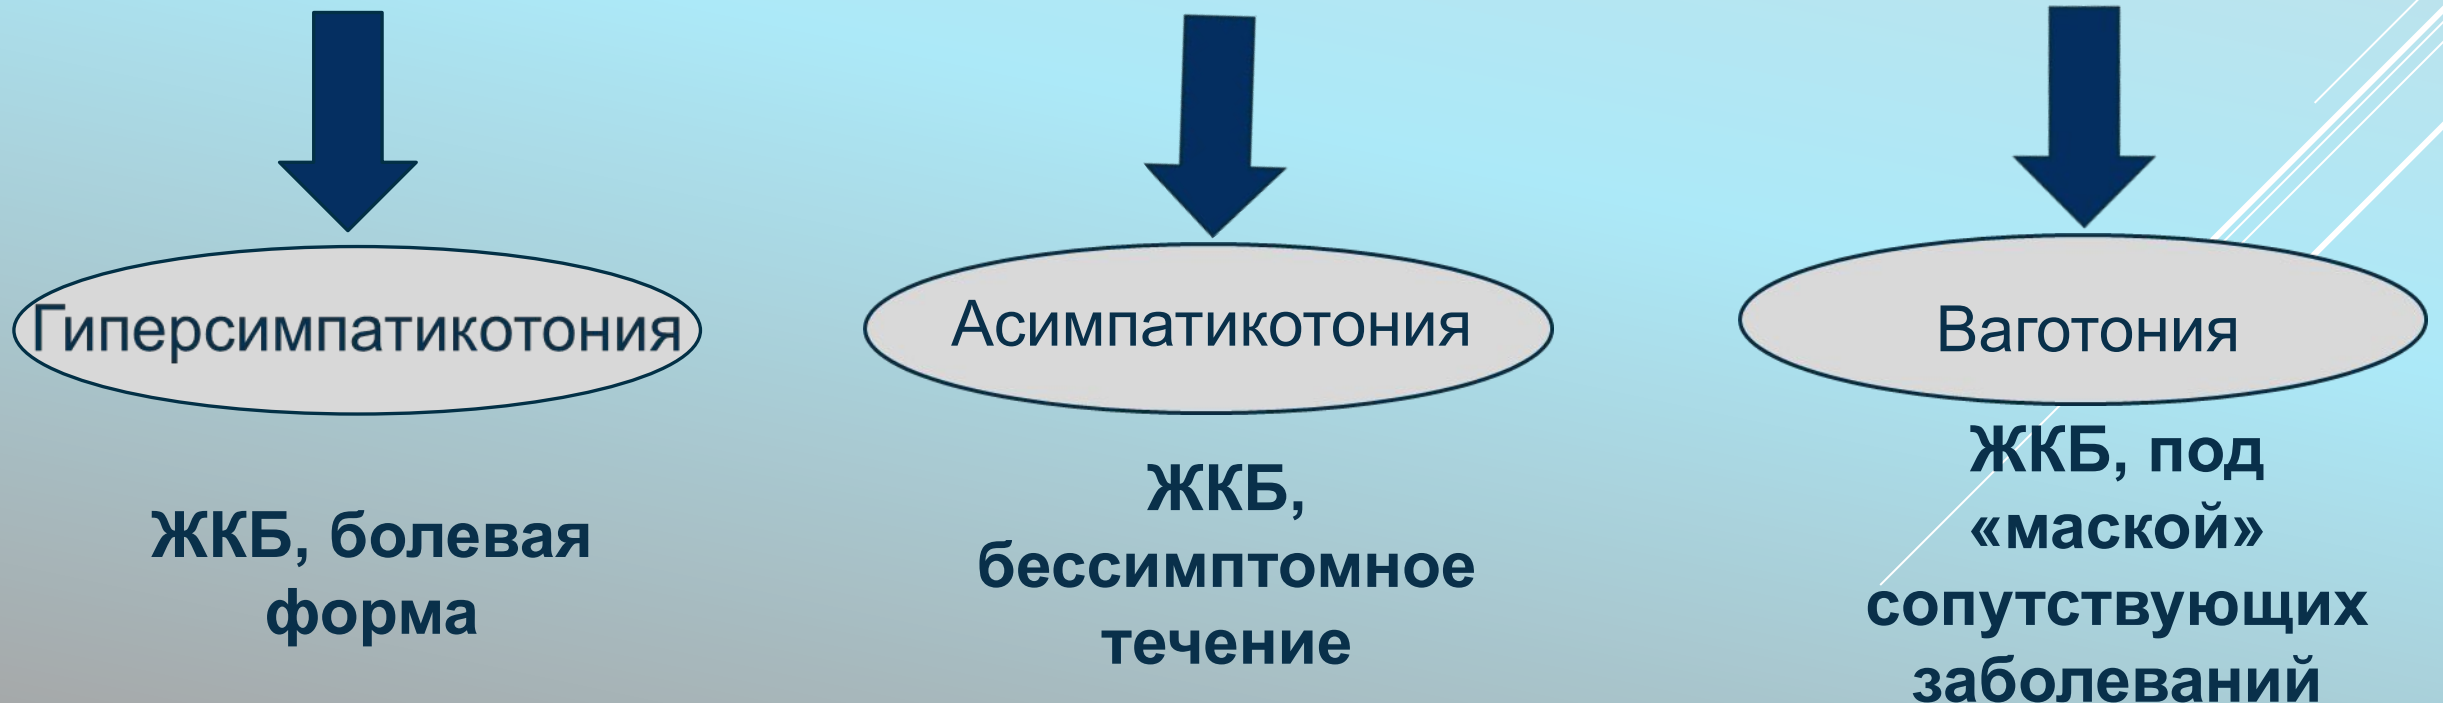 Гиперсимпатикотония
Асимпатикотония
Ваготония
ЖКБ, болевая
форма
ЖКБ,
бессимптомное
течение
ЖКБ, под
«маской»
сопутствующих
заболеваний